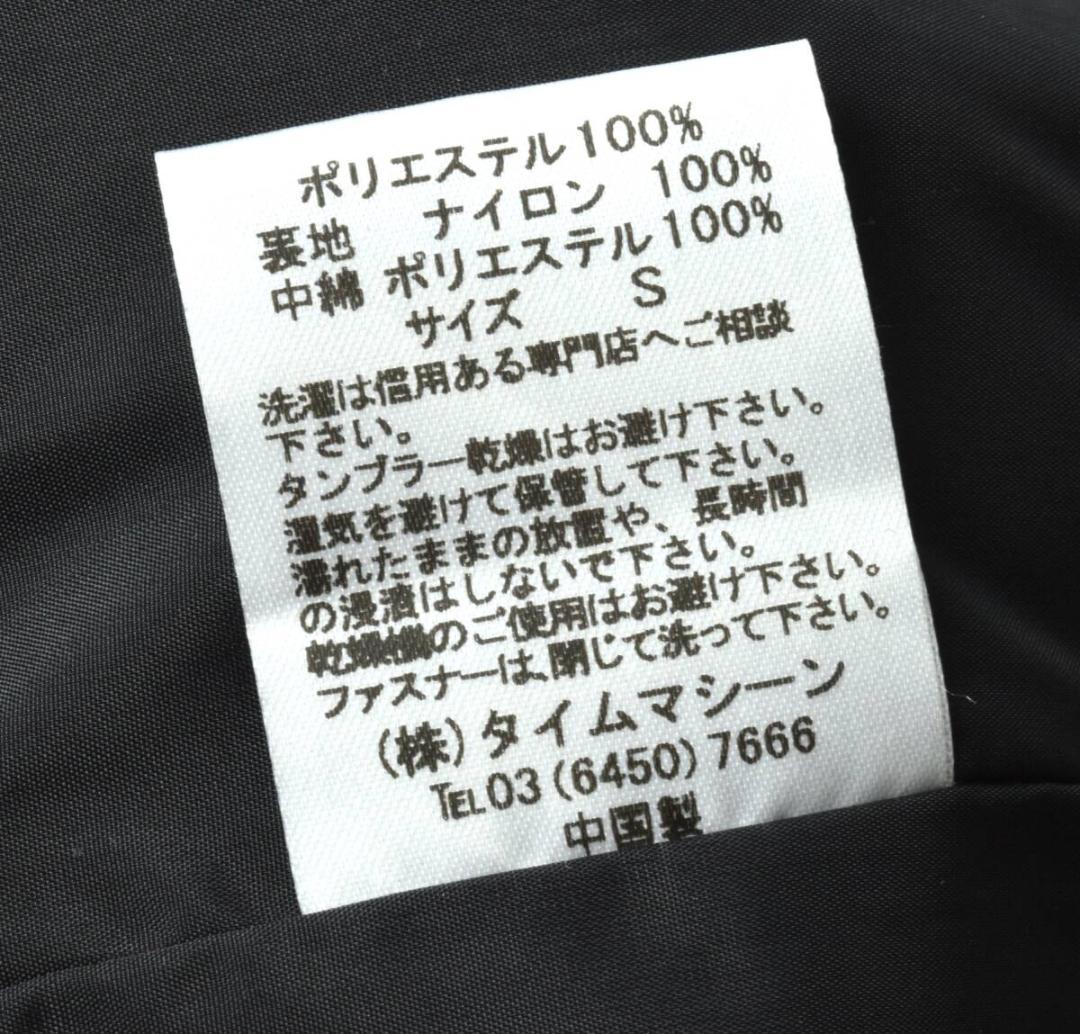 ポリエステル100%
裏地 ナイロン 100%
中綿 ポリエステル100%
サイズ S
洗濯は信用ある専門店へご相談
下さい。
タンブラー乾燥はお避け下さい。
湿気を避けて保管して下さい。
濡れたままの放置や、長時間
の浸漬はしないで下さい。
乾燥機のご使用はお避け下さい。
ファスナーは、閉じて洗って下さい。
(株)タイムマシーン
TEL03(6450)7666
中国製